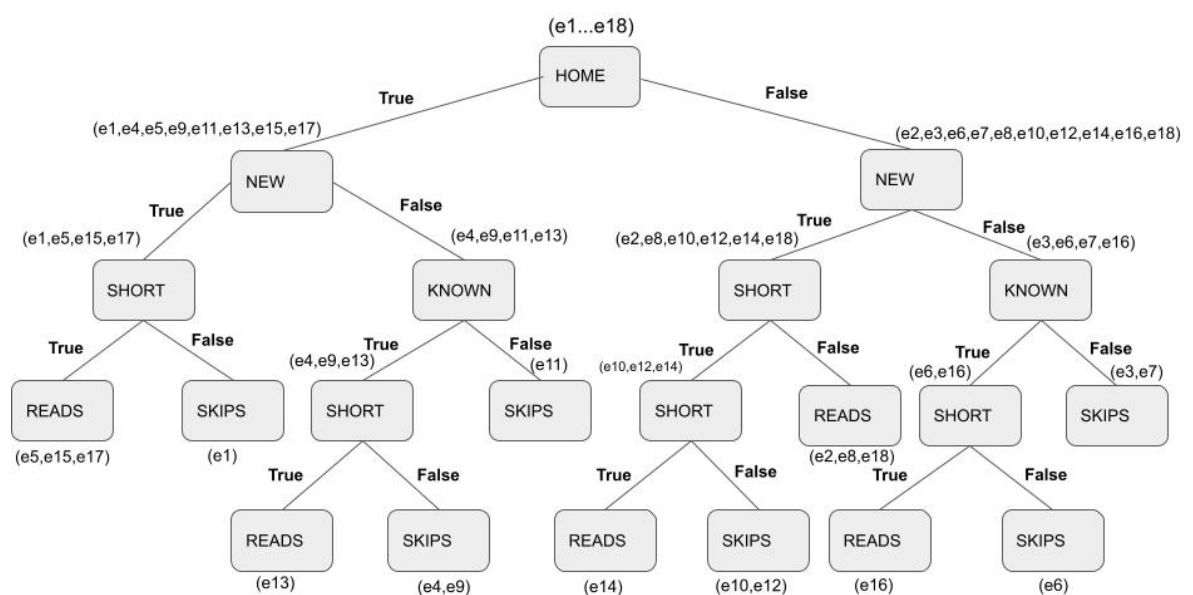 (e1...e18)
HOME
True
False
(e1,e4,e5,e9,e11,e13,e15,e17)
(e2,e3,e6,e7,e8,e10,e12,e14,e16,e18)
NEW
NEW
True
False
True
False
(e1,e5,e15,e17)
(e4,e9,e11,e13)
(e2,e8,e10,e12,e14,e18)
(e3,e6,e7,e16)
SHORT
KNOWN
SHORT
KNOWN
True
False
True
False
True
False
True
False
(e4,e9,e13)
(e11)
(e10,e12,e14)
(e6,e16)
(e3,e7)
READS
SKIPS
SHORT
SKIPS
SHORT
READS
SHORT
SKIPS
(e5,e15,e17)
(e1)
(e2,e8,e18)
True
False
True
False
True
False
READS
SKIPS
READS
SKIPS
READS
SKIPS
(e13)
(e4,e9)
(e14)
(e10,e12)
(e16)
(e6)